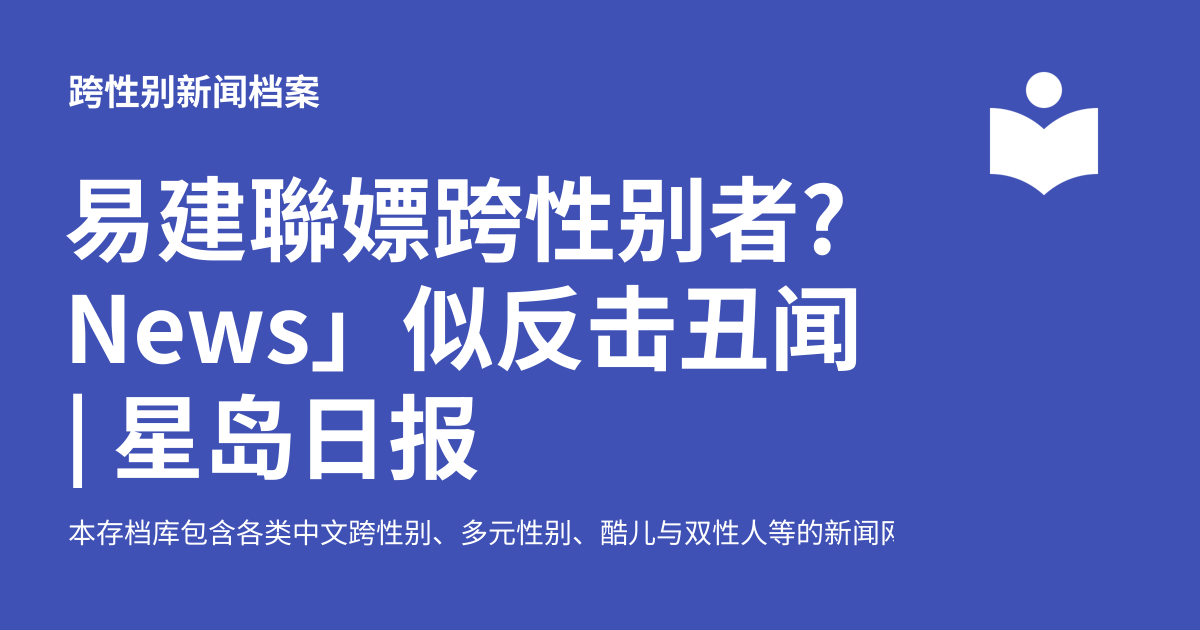 跨性别新闻档案
易建聯嫖跨性别者?
News」似反击丑闻
| 星岛日报
本存档库包含各类中文跨性别、多元性别、酷儿与双性人等的新闻网